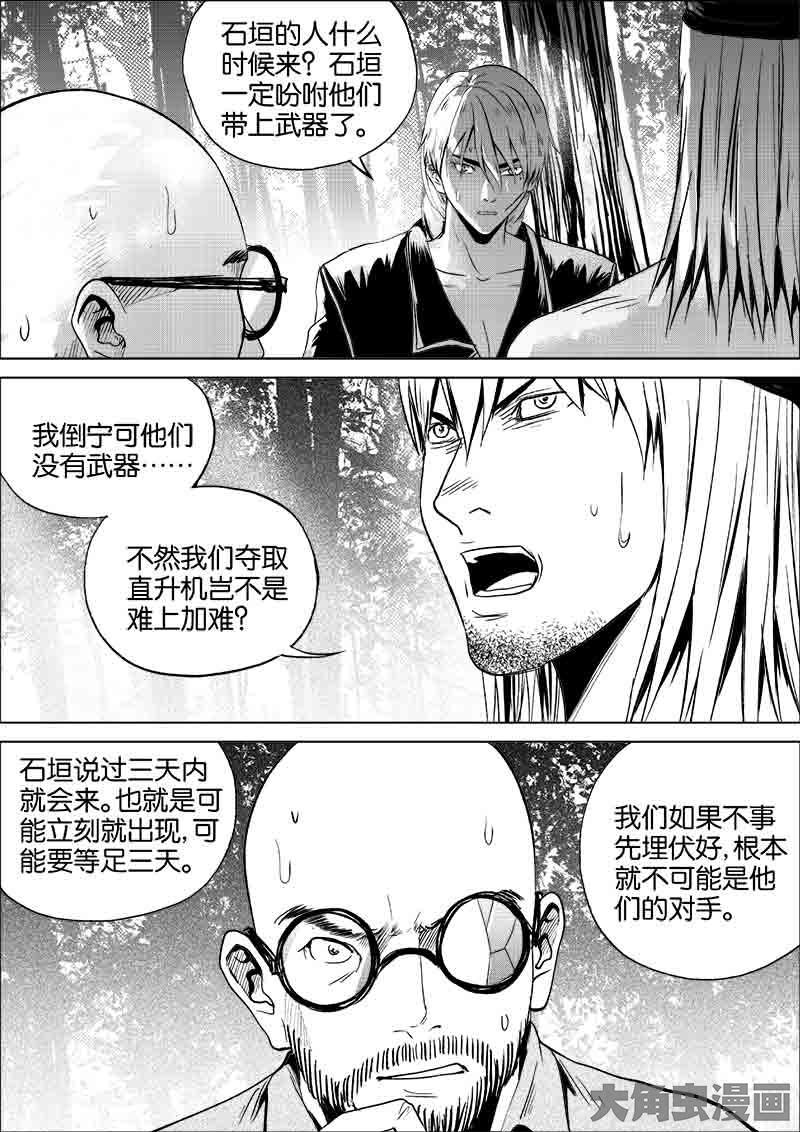 石垣的人什么
时候来？石垣
一定吩咐他们
带上武器了。
我倒宁可他们
没有武器……
不然我们夺取
直升机岂不是
难上加难？
石垣说过三天内
就会来。也就是可
能立刻就出现，可
能要等足三天。
我们如果不事
先埋伏好，根本
就不可能是他
们的对手。
大角虫漫画